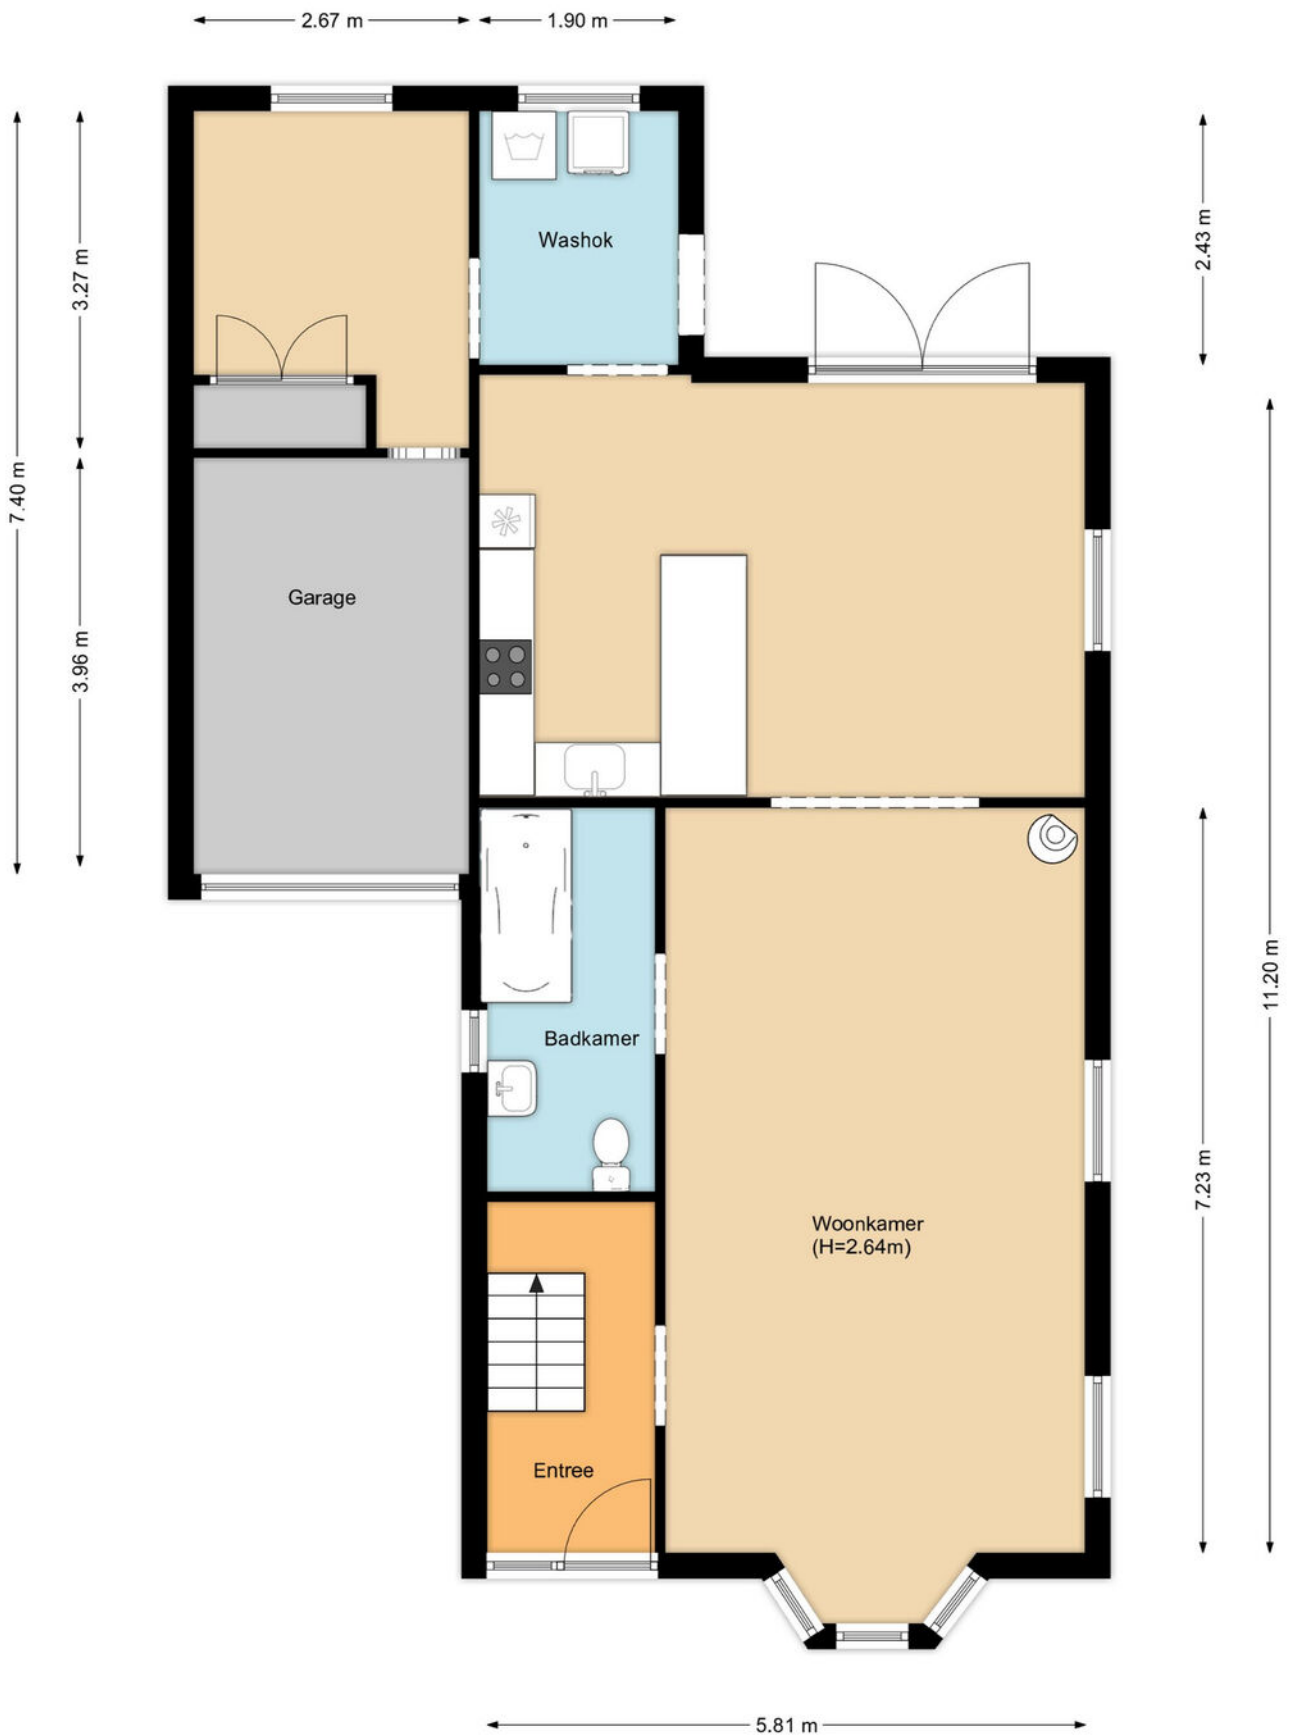 2.67 m
1.90 m
2.43 m
Washok
3.27 m
7.40 m
Garage
3.96 m
11.20 m
Badkamer
7.23 m
Woonkamer
(H=2.64m)
Entree
5.81 m